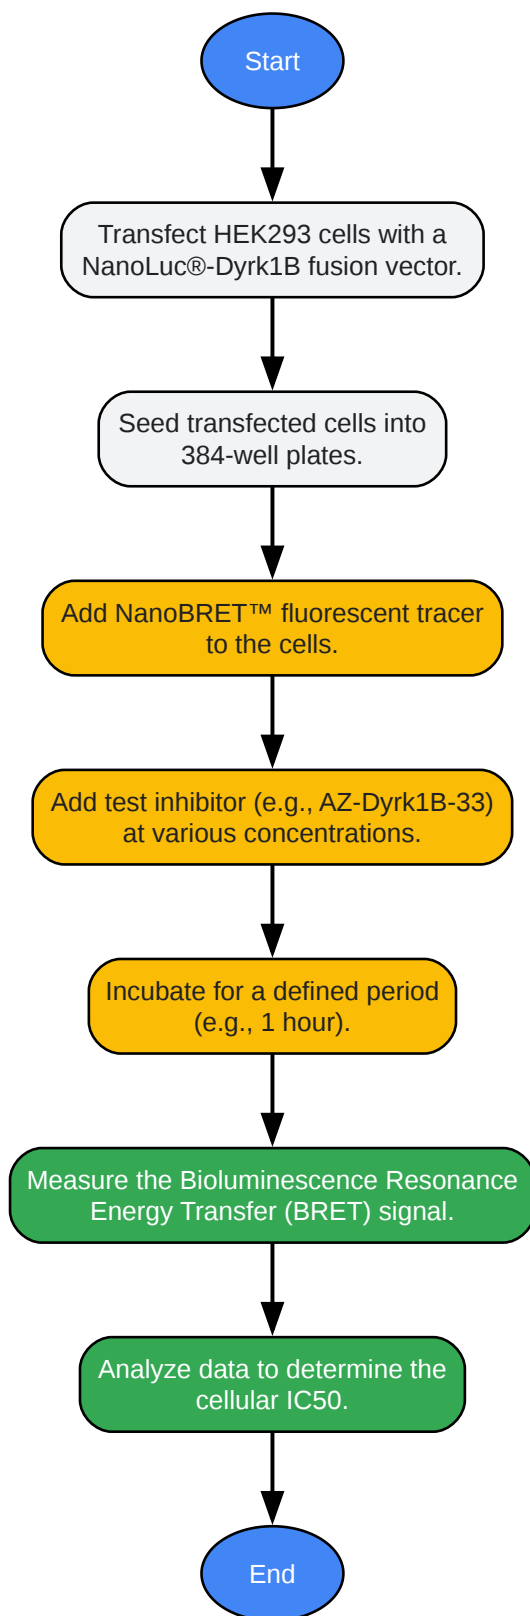 Start
Transfect HEK293 cells with a
NanoLuc®-Dyrk1B fusion vector.
Seed transfected cells into
384-well plates.
Add NanoBRET™ fluorescent tracer
to the cells.
Add test inhibitor (e.g., AZ-Dyrk1B-33)
at various concentrations.
Incubate for a defined period
(e.g., 1 hour).
Measure the Bioluminescence Resonance
Energy Transfer (BRET) signal.
Analyze data to determine the
cellular IC50.
End